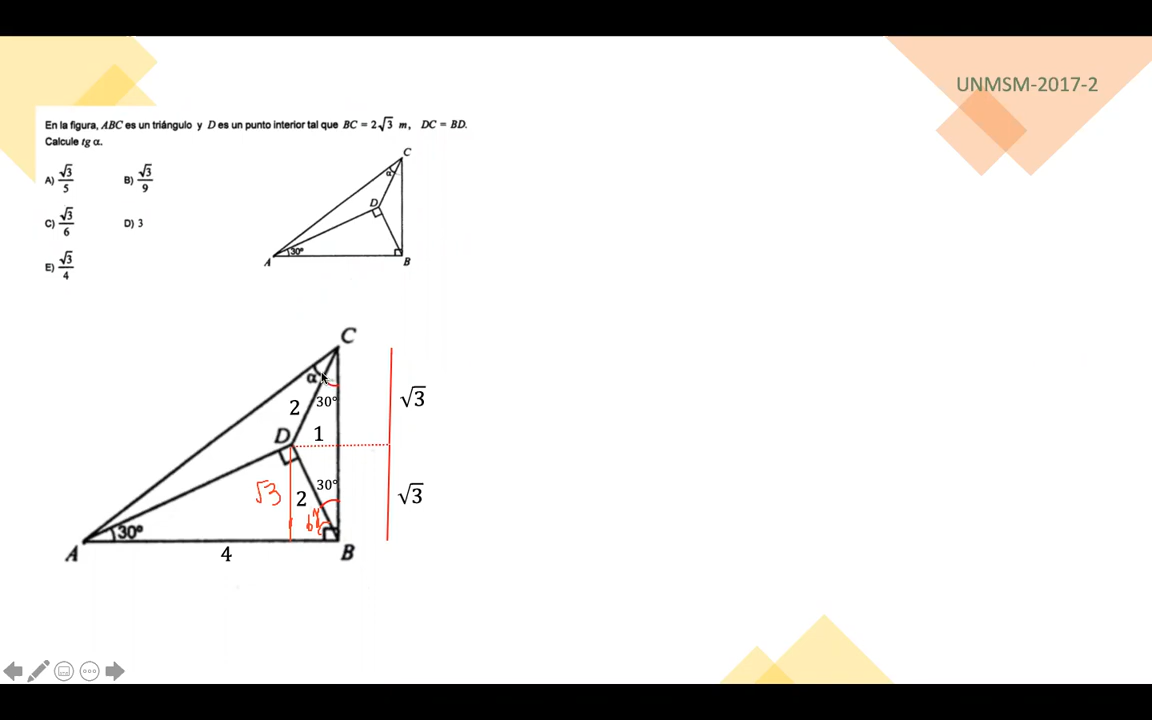 UNMSM-2017-2
En la figura, ABC es un triángulo y D es un punto interior tal que BC = 2√3 m, DC = BD.
Calcule tg α.
A) √3/5 B) √3/9
C) √3/6 D) 3
E) √3/4
C
α
D
30°
A
B
C
α
30°
√3
2
D
1
√3
2
30°
√3
30°
A
4
B